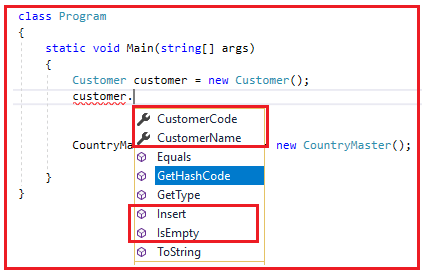 class Program
{
static void Main(string[] args)
{
Customer customer = new Customer();
customer.
CustomerCode
CustomerName
CountryMa new CountryMaster();
Equals
GetHashCode
GetType
Insert
IsEmpty
ToString
}
}